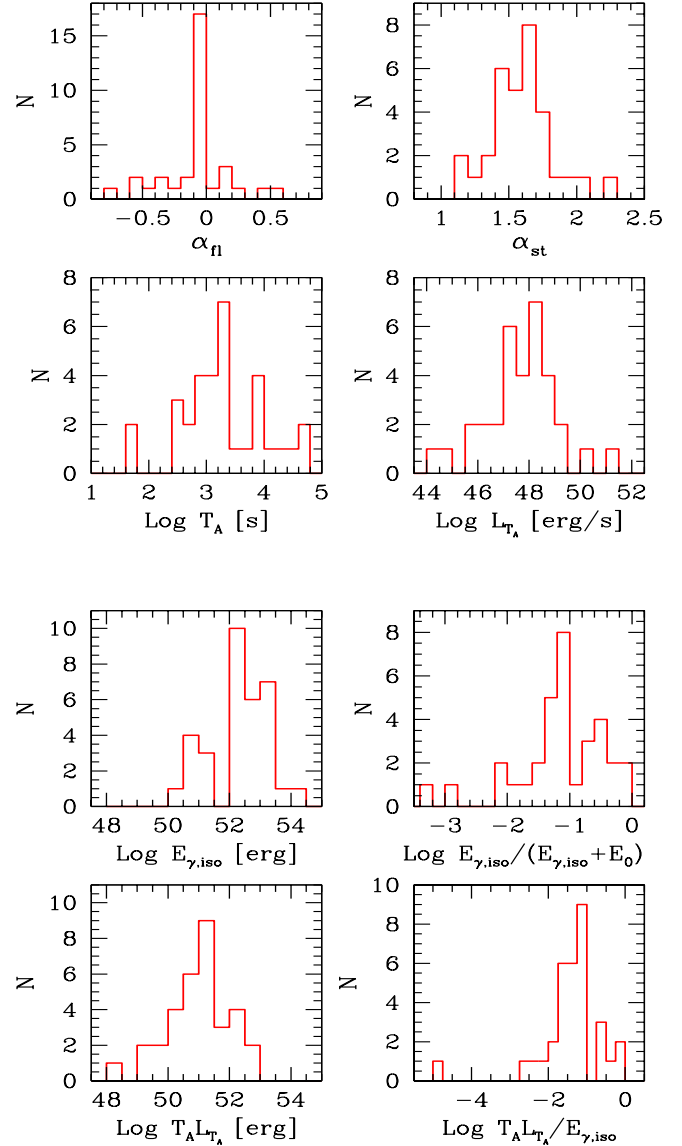 15
10
5
0
N
−0.5 0 0.5
α_fl
8
6
4
2
0
N
1 1.5 2 2.5
α_st
8
6
4
2
0
N
1 2 3 4 5
Log T_A [s]
8
6
4
2
0
N
44 46 48 50 52
Log L_T_A [erg/s]
10
8
6
4
2
0
N
48 50 52 54
Log E_γ,iso [erg]
8
6
4
2
0
N
−3 −2 −1 0
Log E_γ,iso/(E_γ,iso+E_0)
10
8
6
4
2
0
N
48 50 52 54
Log T_A L_T_A [erg]
10
8
6
4
2
0
N
−4 −2 0
Log T_A L_T_A/E_γ,iso